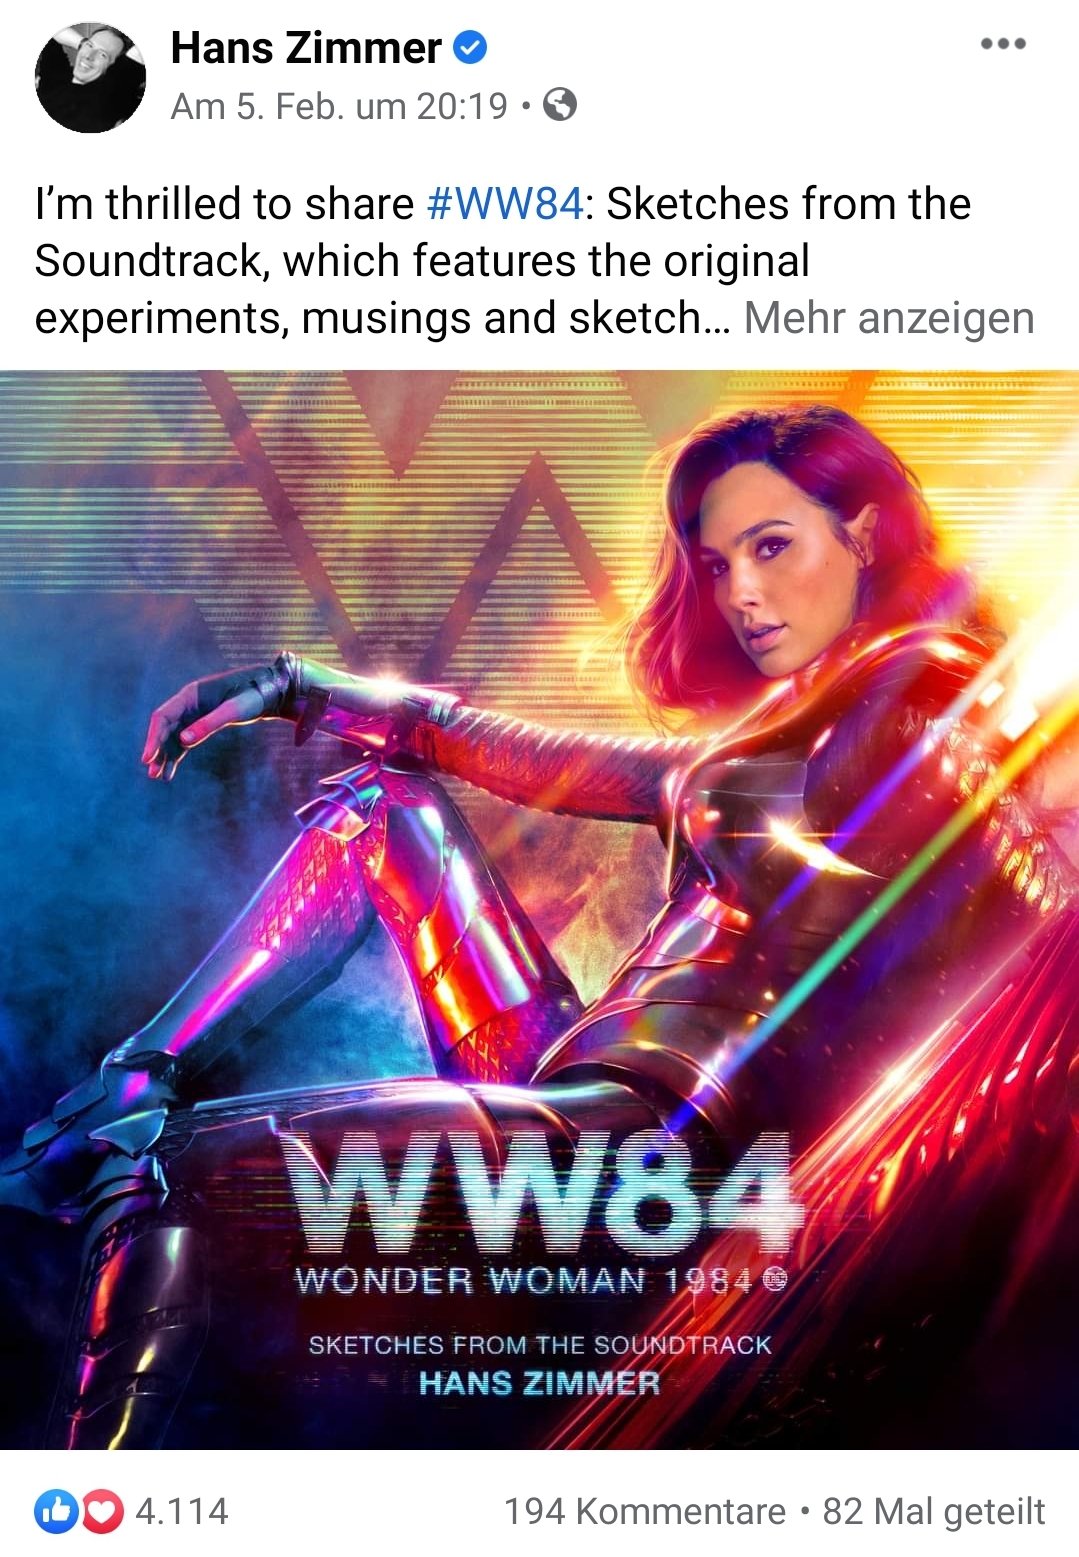 Hans Zimmer
Am 5. Feb. um 20:19 •
I’m thrilled to share #WW84: Sketches from the
Soundtrack, which features the original
experiments, musings and sketch… Mehr anzeigen
WW84
WONDER WOMAN 1984
SKETCHES FROM THE SOUNDTRACK
HANS ZIMMER
4.114
194 Kommentare • 82 Mal geteilt